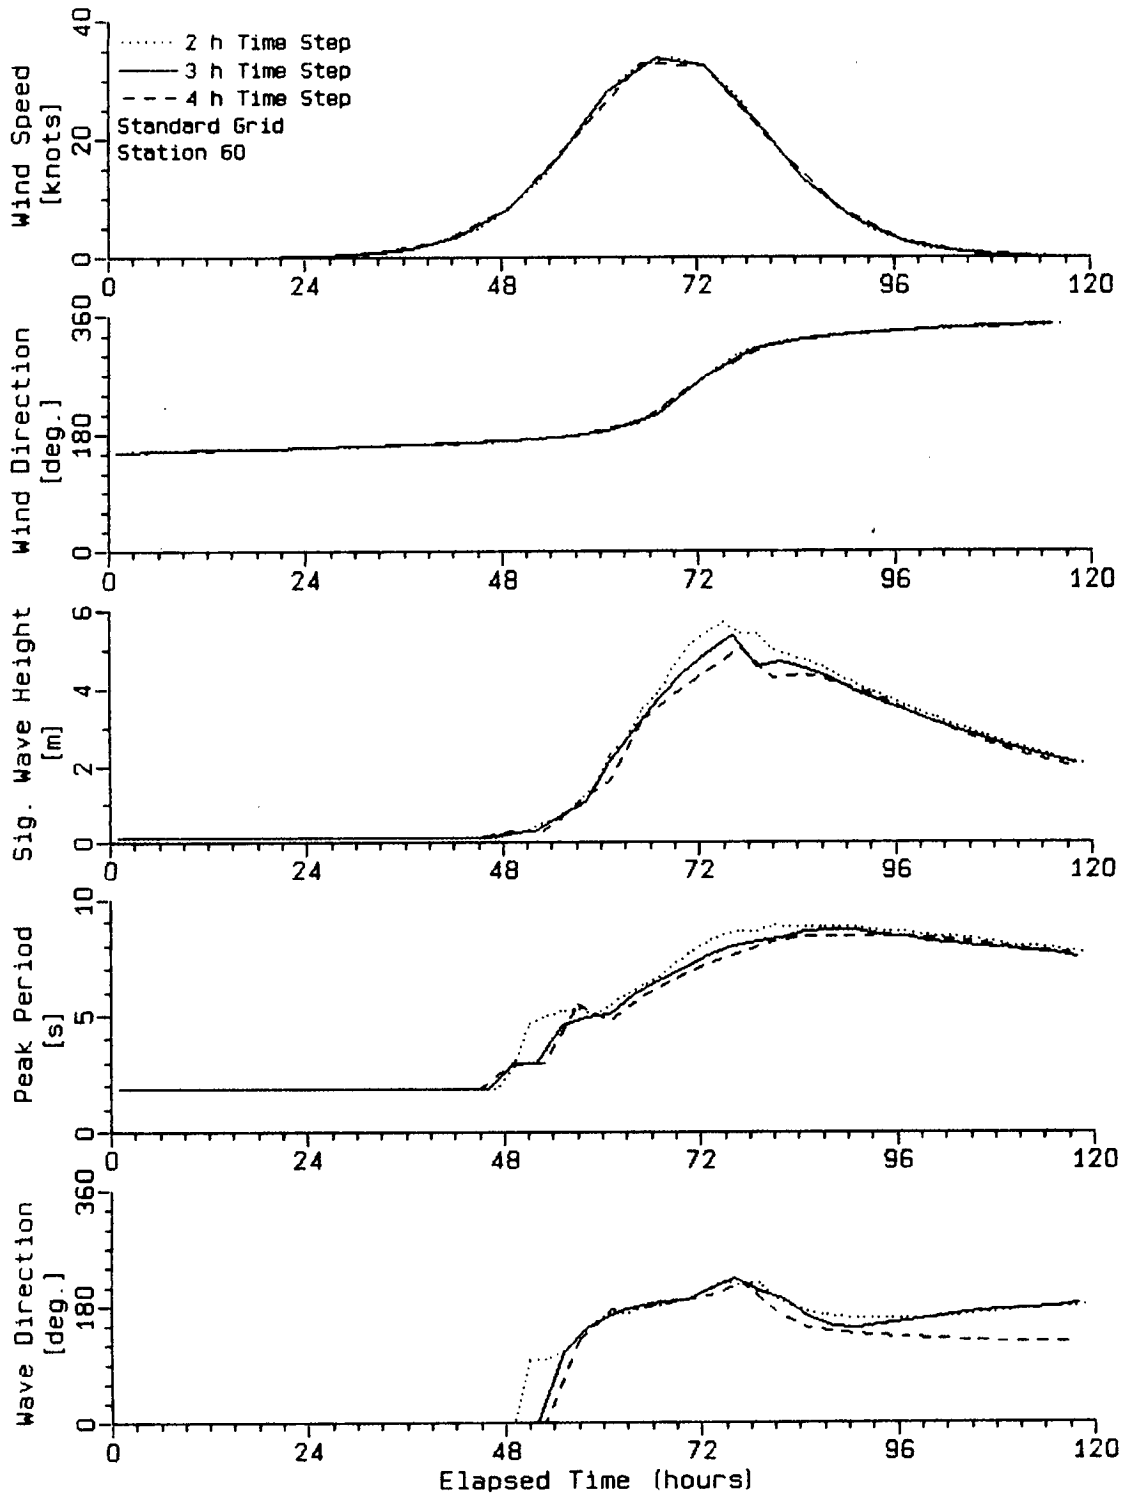 40
20
0
Wind Speed
[knots]
2 h Time Step
3 h Time Step
4 h Time Step
Standard Grid
Station 60
0 24 48 72 96 120
360
180
0
Wind Direction
[deg.]
0 24 48 72 96 120
6
4
2
0
Sig. Wave Height
[m]
0 24 48 72 96 120
10
5
0
Peak Period
[s]
0 24 48 72 96 120
360
180
0
Wave Direction
[deg.]
0 24 48 72 96 120
Elapsed Time (hours)